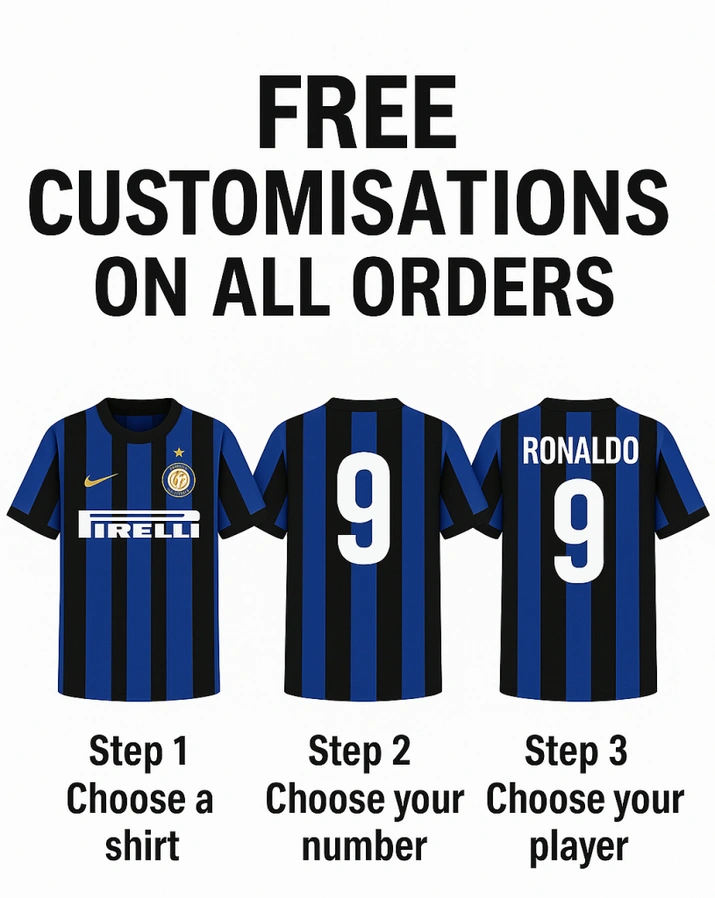 FREE
CUSTOMISATIONS
ON ALL ORDERS
PIRELLI
9
RONALDO
9
Step 1
Choose a
shirt
Step 2
Choose your
number
Step 3
Choose your
player